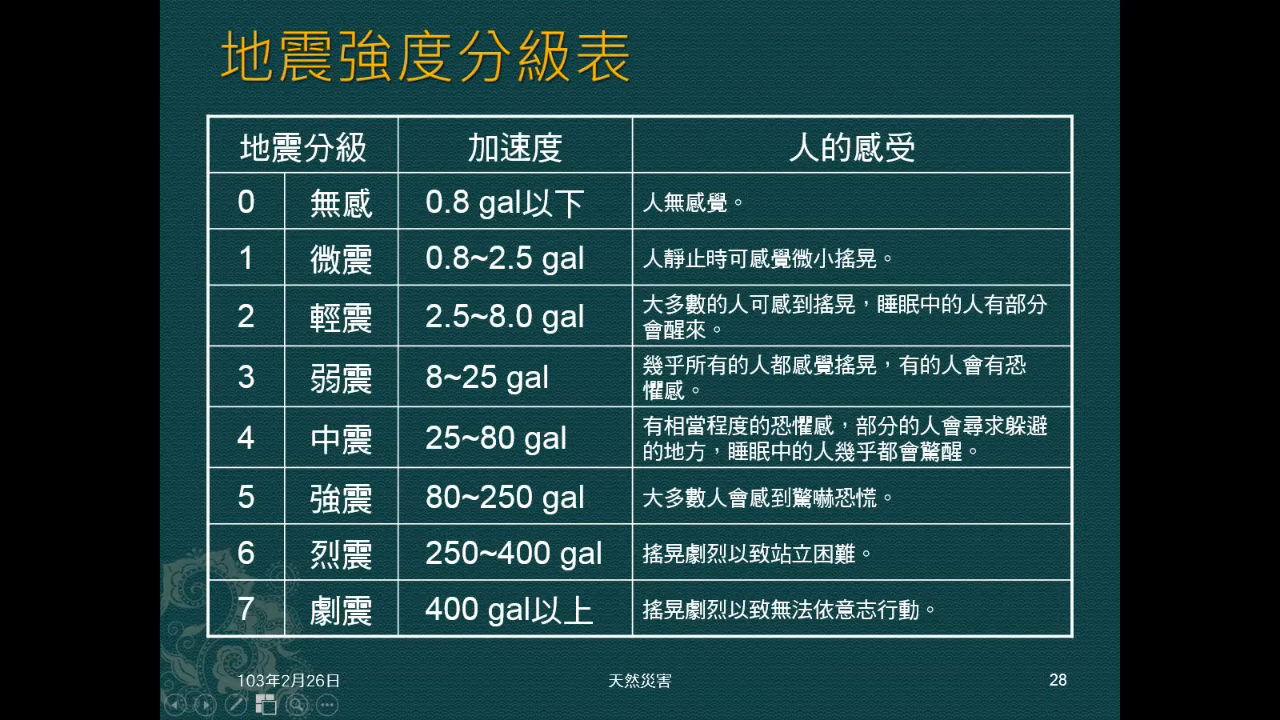 地震強度分級表
地震分級 加速度 人的感受
0 無感 0.8 gal以下 人無感覺。
1 微震 0.8~2.5 gal 人靜止時可感覺微小搖晃。
2 輕震 2.5~8.0 gal 大多數的人可感到搖晃，睡眠中的人有部分
會醒來。
3 弱震 8~25 gal 幾乎所有的人都感覺搖晃，有的人會有恐
懼感。
4 中震 25~80 gal 有相當程度的恐懼感，部分的人會尋求躲避
的地方，睡眠中的人幾乎都會驚醒。
5 強震 80~250 gal 大多數人會感到驚嚇恐慌。
6 烈震 250~400 gal 搖晃劇烈以致站立困難。
7 劇震 400 gal以上 搖晃劇烈以致無法依意志行動。
103年2月26日 天然災害 28